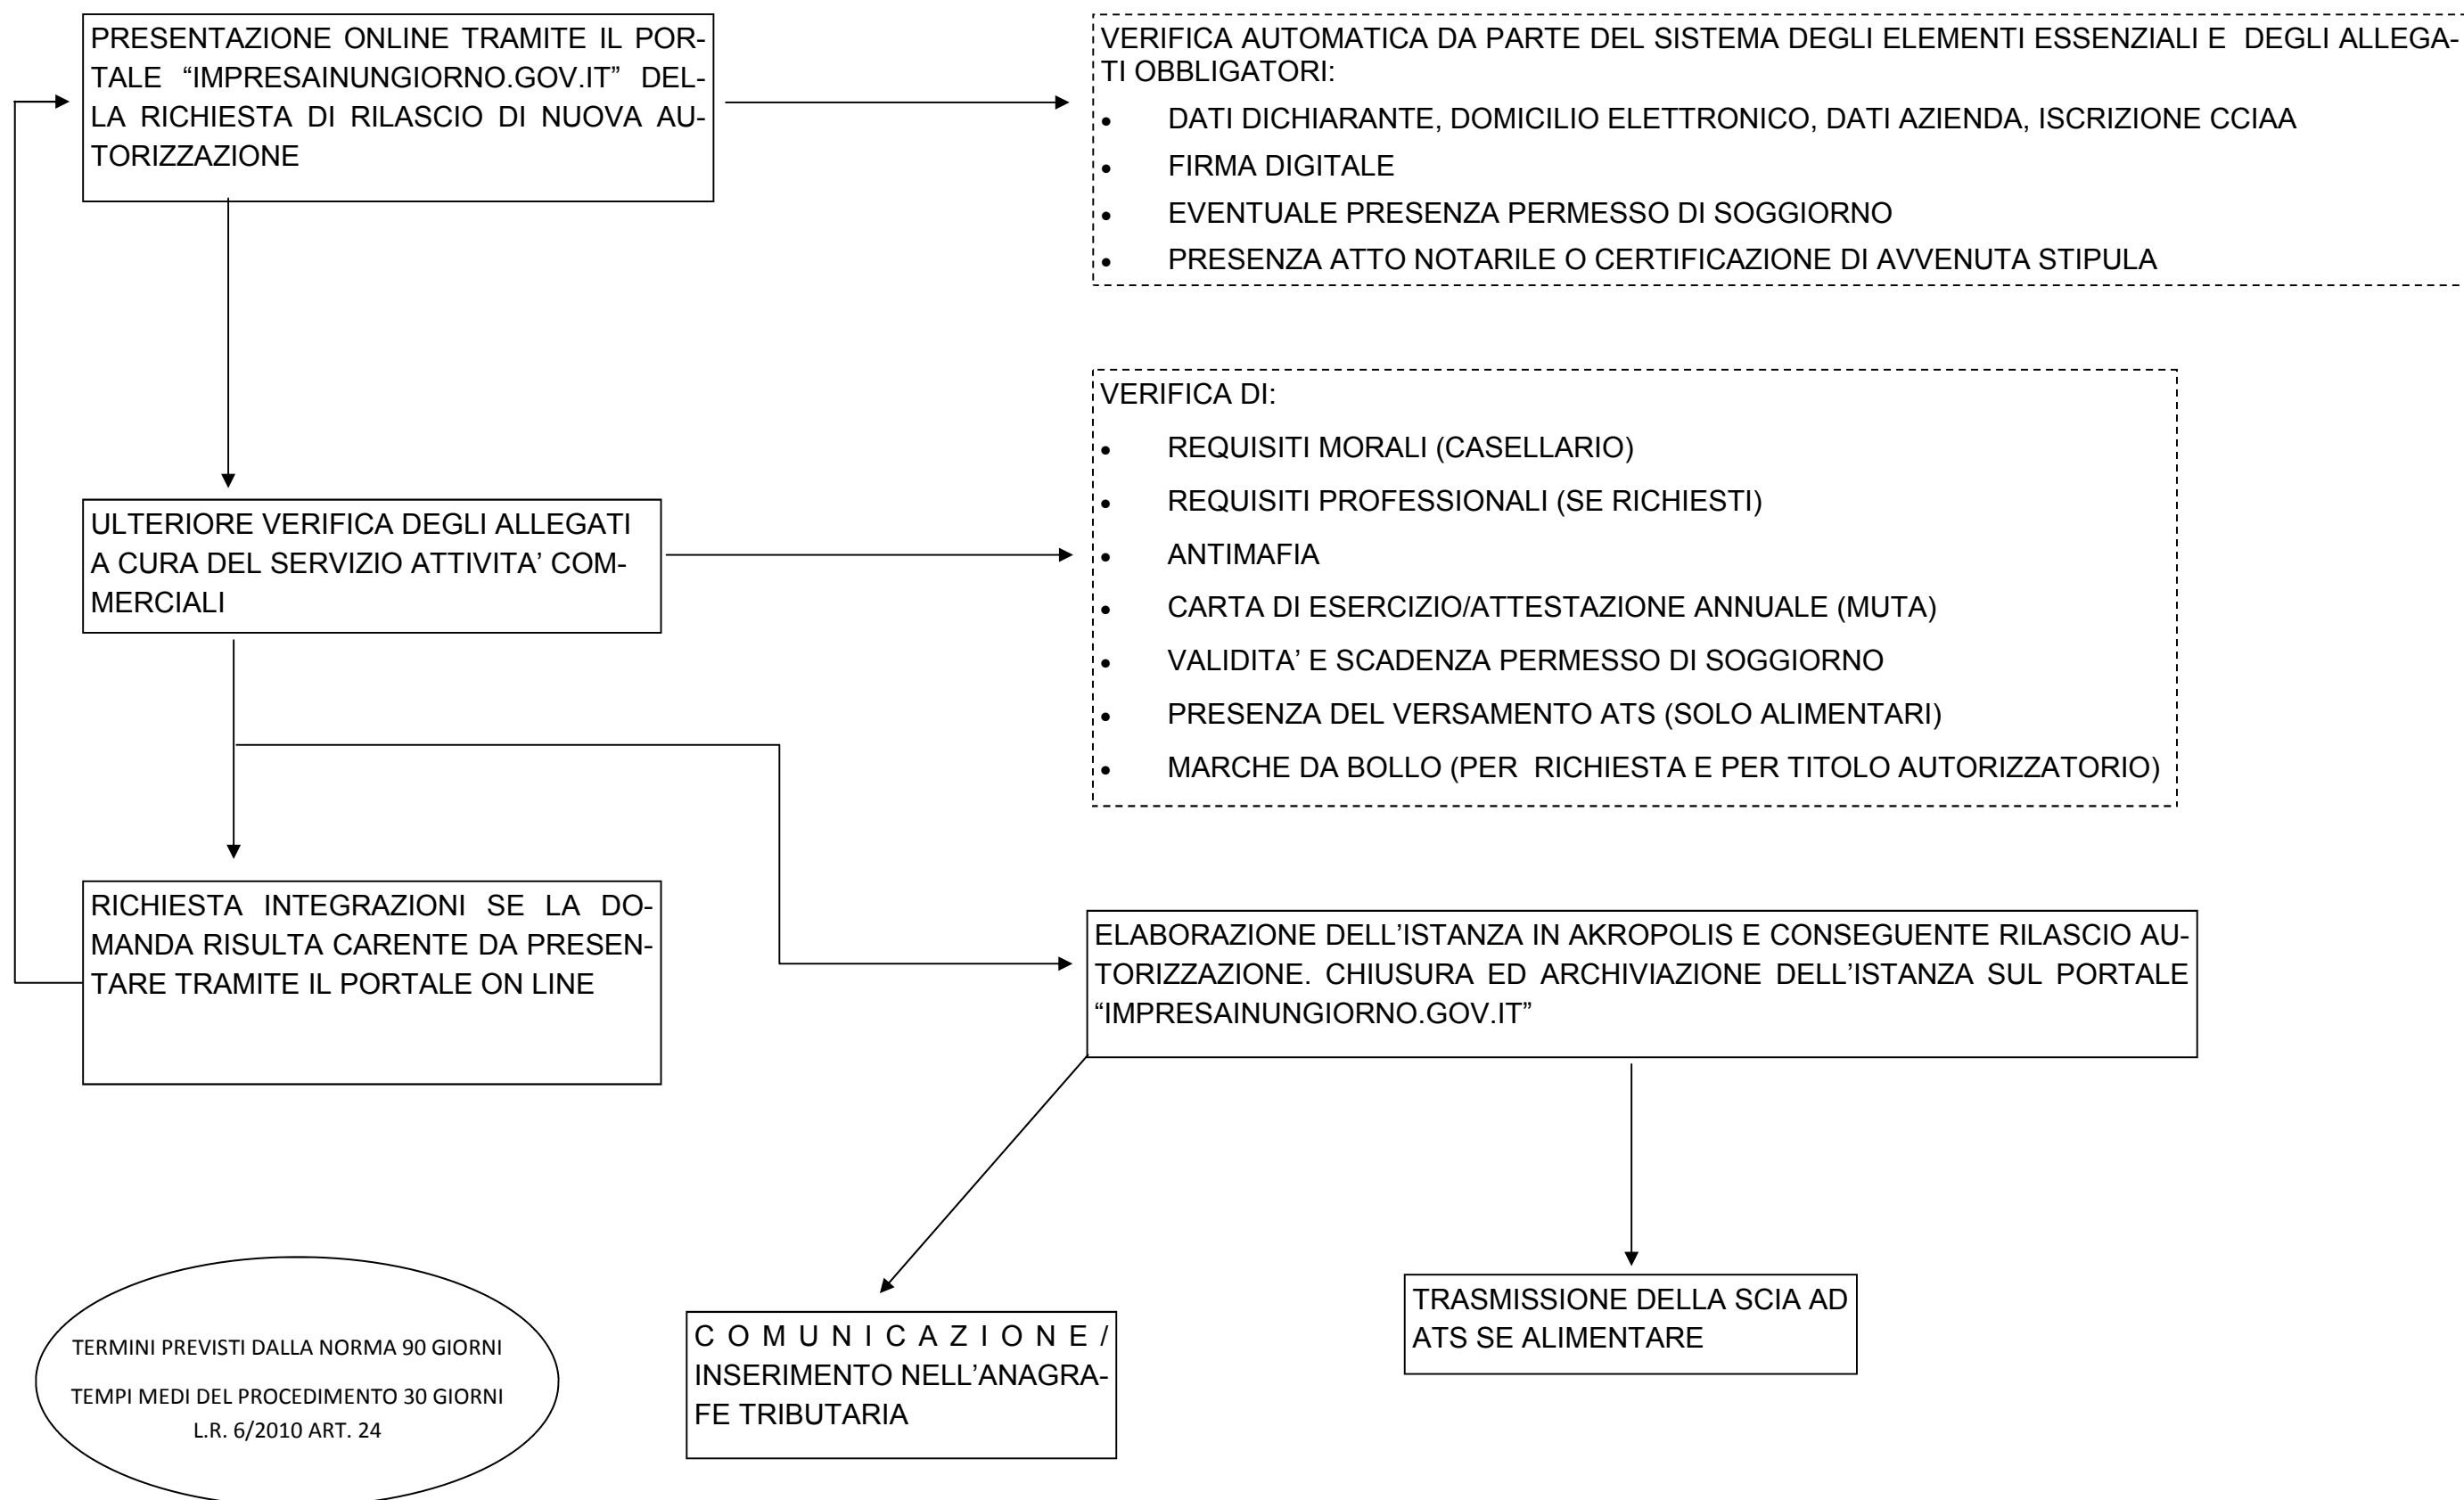 PRESENTAZIONE ONLINE TRAMITE IL POR-
TALE “IMPRESAINUNGIORNO.GOV.IT” DEL-
LA RICHIESTA DI RILASCIO DI NUOVA AU-
TORIZZAZIONE
VERIFICA AUTOMATICA DA PARTE DEL SISTEMA DEGLI ELEMENTI ESSENZIALI E DEGLI ALLEGA-
TI OBBLIGATORI:
• DATI DICHIARANTE, DOMICILIO ELETTRONICO, DATI AZIENDA, ISCRIZIONE CCIAA
• FIRMA DIGITALE
• EVENTUALE PRESENZA PERMESSO DI SOGGIORNO
• PRESENZA ATTO NOTARILE O CERTIFICAZIONE DI AVVENUTA STIPULA
ULTERIORE VERIFICA DEGLI ALLEGATI
A CURA DEL SERVIZIO ATTIVITA’ COM-
MERCIALI
VERIFICA DI:
• REQUISITI MORALI (CASELLARIO)
• REQUISITI PROFESSIONALI (SE RICHIESTI)
• ANTIMAFIA
• CARTA DI ESERCIZIO/ATTESTAZIONE ANNUALE (MUTA)
• VALIDITA’ E SCADENZA PERMESSO DI SOGGIORNO
• PRESENZA DEL VERSAMENTO ATS (SOLO ALIMENTARI)
• MARCHE DA BOLLO (PER RICHIESTA E PER TITOLO AUTORIZZATORIO)
RICHIESTA INTEGRAZIONI SE LA DO-
MANDA RISULTA CARENTE DA PRESEN-
TARE TRAMITE IL PORTALE ON LINE
ELABORAZIONE DELL’ISTANZA IN AKROPOLIS E CONSEGUENTE RILASCIO AU-
TORIZZAZIONE. CHIUSURA ED ARCHIVIAZIONE DELL’ISTANZA SUL PORTALE
“IMPRESAINUNGIORNO.GOV.IT”
TERMINI PREVISTI DALLA NORMA 90 GIORNI
TEMPI MEDI DEL PROCEDIMENTO 30 GIORNI
L.R. 6/2010 ART. 24
COMUNICAZIONE/
INSERIMENTO NELL’ANAGRA-
FE TRIBUTARIA
TRASMISSIONE DELLA SCIA AD
ATS SE ALIMENTARE